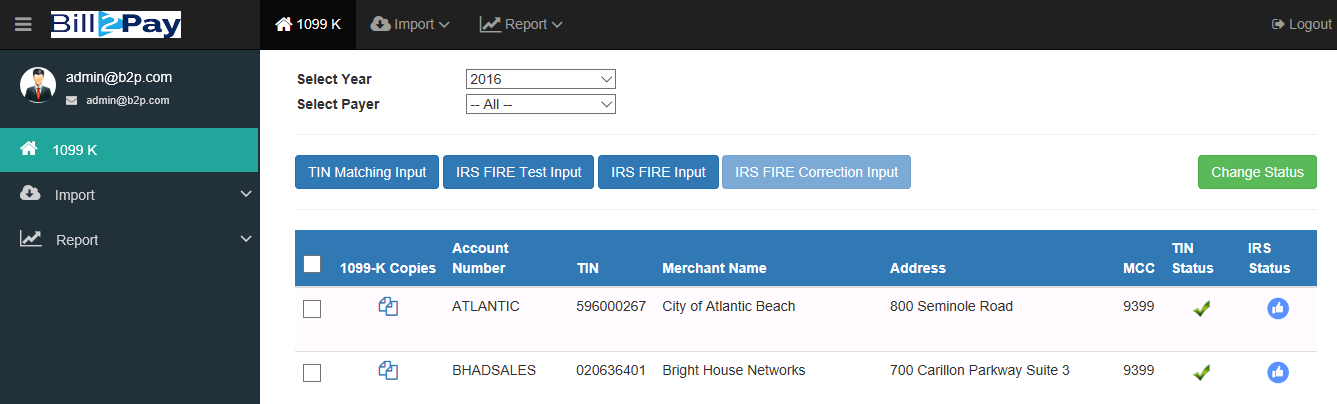 Bill2Pay
1099 K
Import
Report
Logout
admin@b2p.com
admin@b2p.com
1099 K
Import
Report
Select Year 2016
Select Payer -- All --
TIN Matching Input IRS FIRE Test Input IRS FIRE Input IRS FIRE Correction Input Change Status
1099-K Copies Account Number TIN Merchant Name Address MCC TIN Status IRS Status
ATLANTIC 596000267 City of Atlantic Beach 800 Seminole Road 9399
BHADSALES 020636401 Bright House Networks 700 Carillon Parkway Suite 3 9399